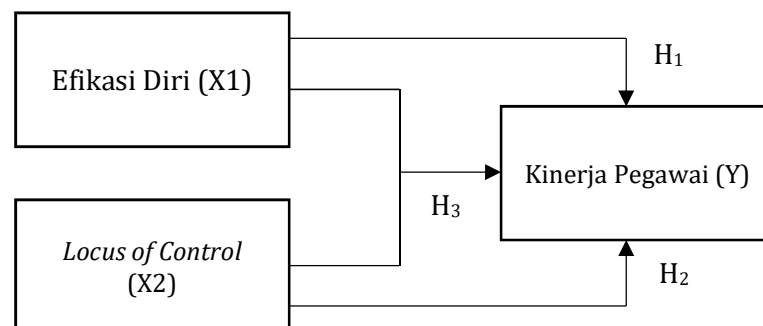 Efikasi Diri (X1)
H₁
Kinerja Pegawai (Y)
H₃
Locus of Control
(X2)
H₂